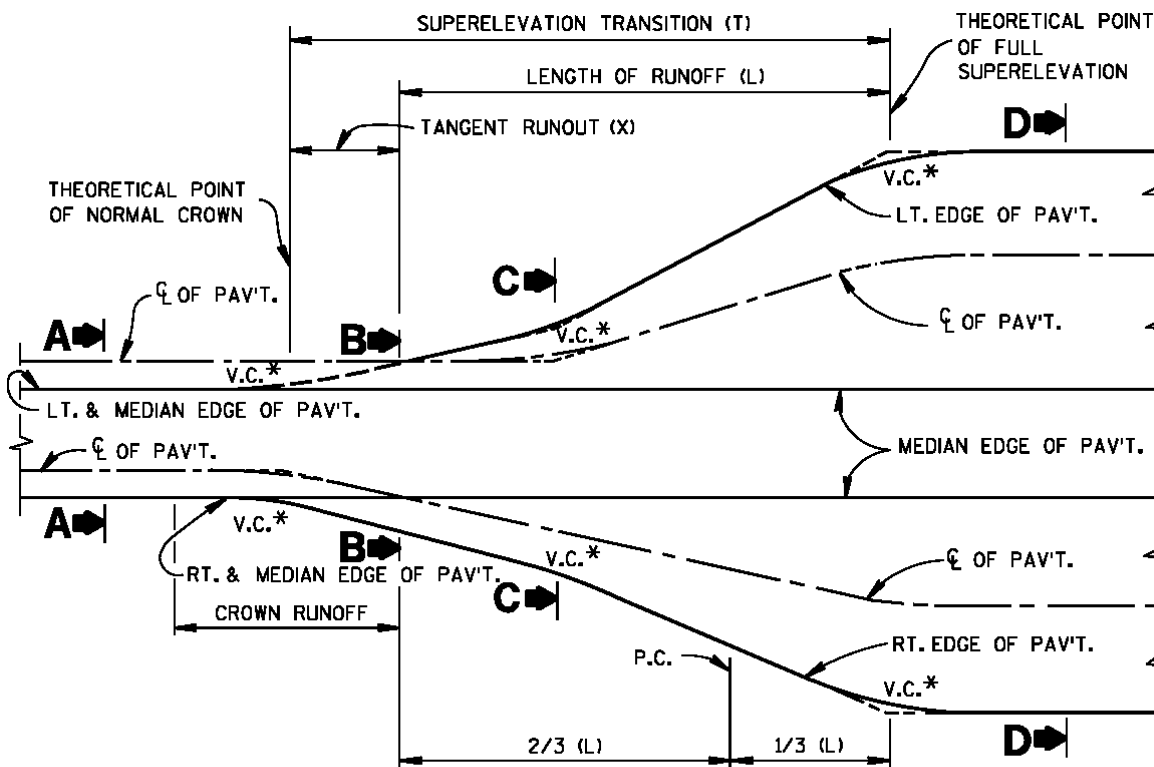 SUPERELEVATION TRANSITION (T)
THEORETICAL POINT
OF FULL
SUPERELEVATION
LENGTH OF RUNOFF (L)
TANGENT RUNOUT (X)
D
V.C.*
THEORETICAL POINT
OF NORMAL CROWN
LT. EDGE OF PAV'T.
C
℄ OF PAV'T.
℄ OF PAV'T.
A
B
V.C.*
V.C.*
LT. & MEDIAN EDGE OF PAV'T.
℄ OF PAV'T.
MEDIAN EDGE OF PAV'T.
A
V.C.*
B
V.C.*
℄ OF PAV'T.
RT. & MEDIAN EDGE OF PAV'T.
C
CROWN RUNOFF
P.C.
RT. EDGE OF PAV'T.
V.C.*
2/3 (L)
1/3 (L)
D